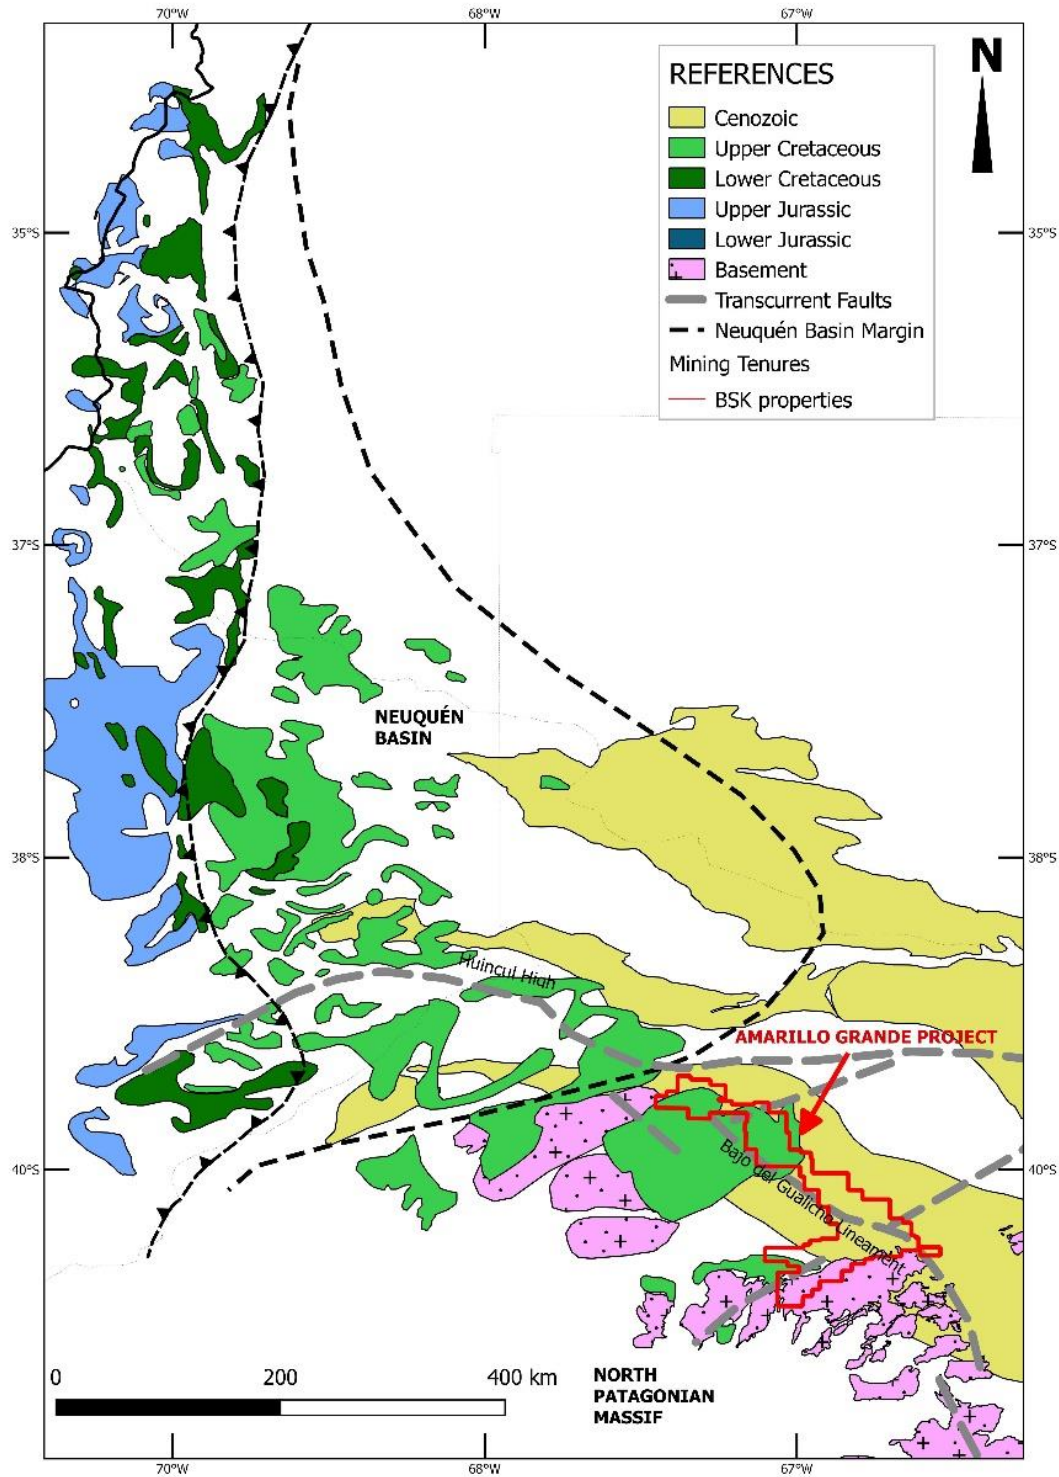 70°W
68°W
67°W
N
REFERENCES
Cenozoic
Upper Cretaceous
Lower Cretaceous
Upper Jurassic
Lower Jurassic
Basement
Transcurrent Faults
Neuquén Basin Margin
Mining Tenures
BSK properties
35°S
35°S
37°S
37°S
NEUQUÉN
BASIN
38°S
38°S
Huincul High
AMARILLO GRANDE PROJECT
40°S
40°S
Bajo del Gualicho Lineament
0
200
400 km
NORTH
PATAGONIAN
MASSIF
70°W
68°W
67°W